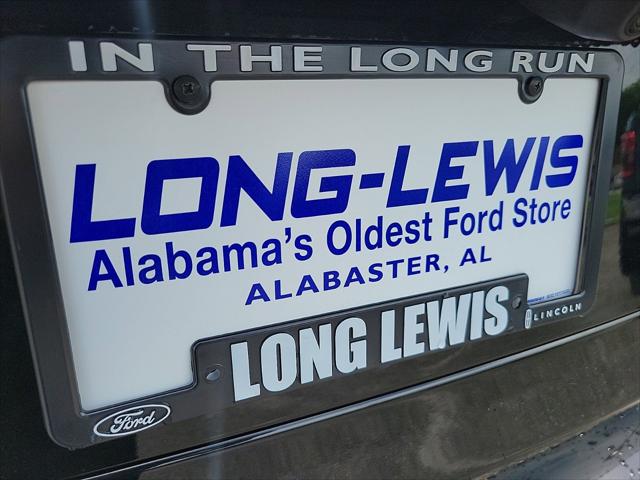 IN THE LONG RUN
LONG-LEWIS
Alabama's Oldest Ford Store
ALABASTER, AL
LONG LEWIS
LINCOLN
Ford